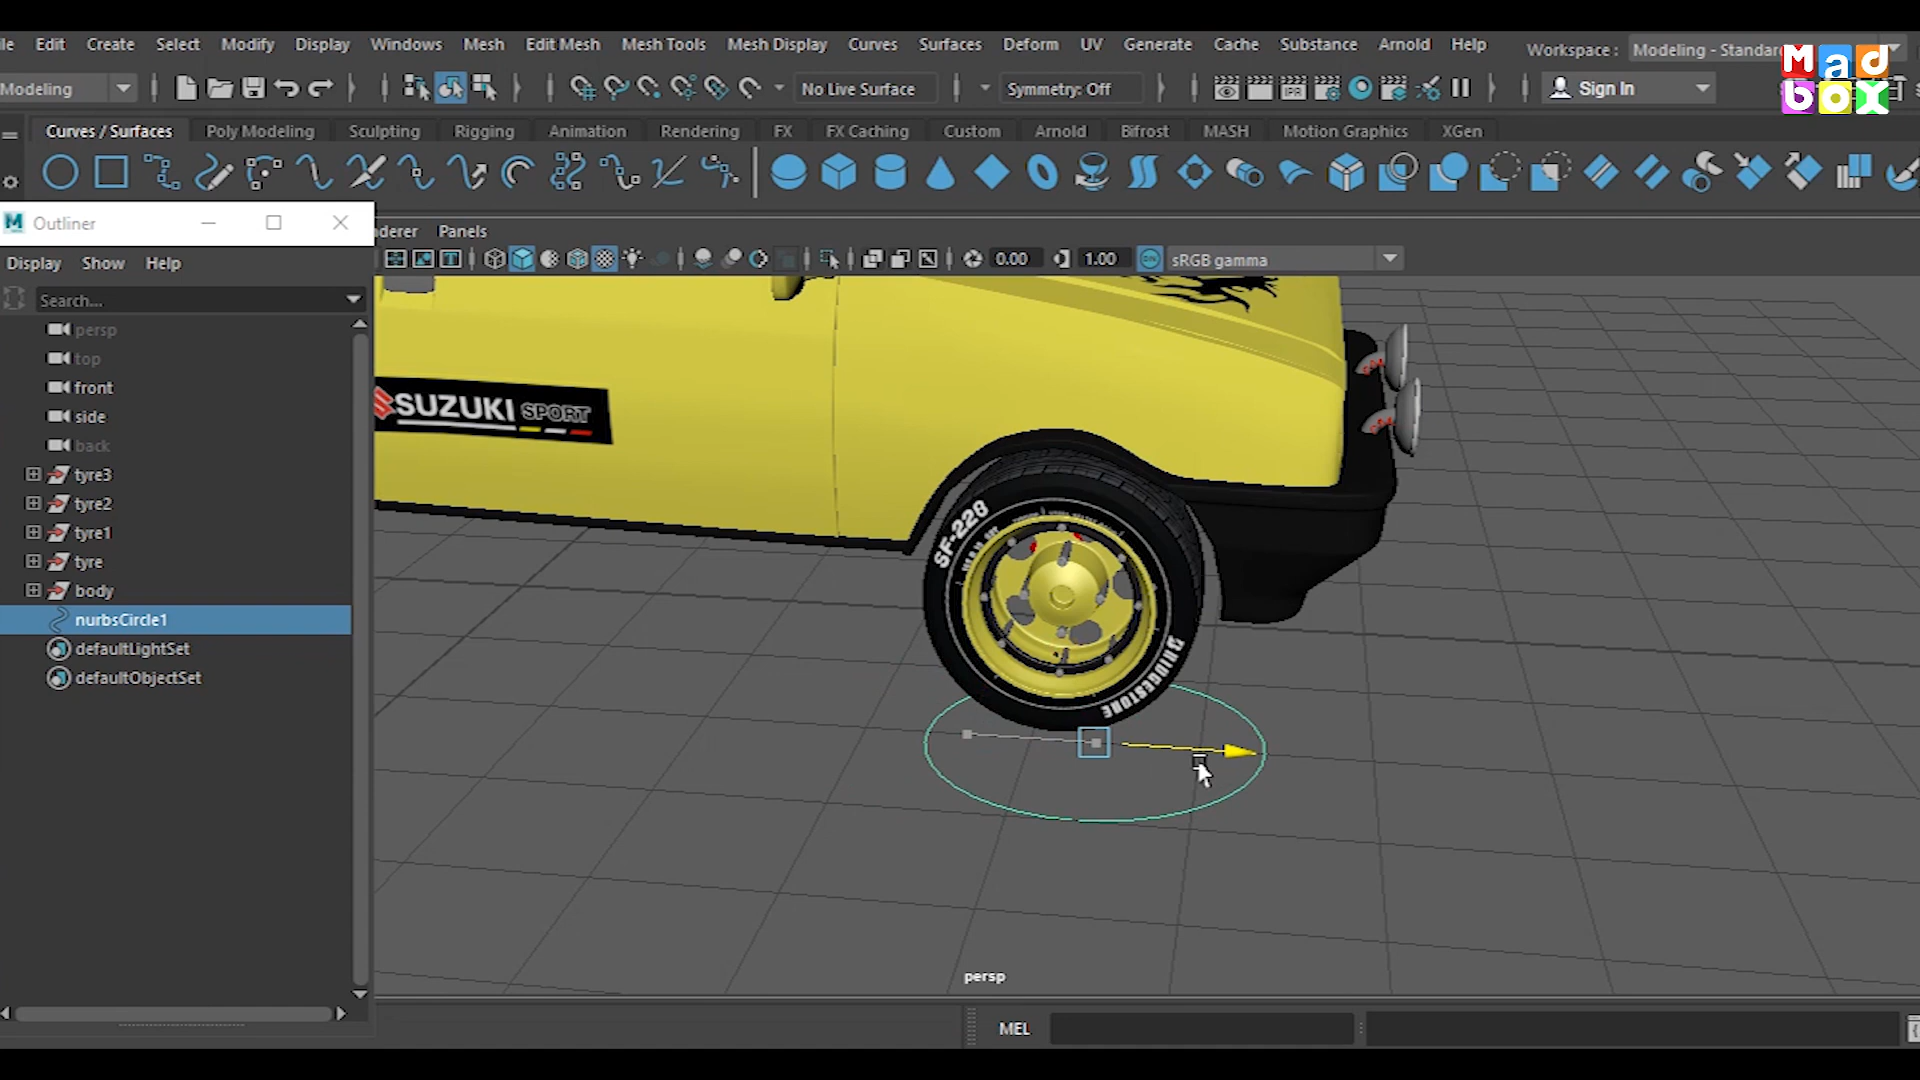 Edit Create Select Modify Display Windows Mesh Edit Mesh Mesh Tools Mesh Display Curves Surfaces Deform UV Generate Cache Substance Arnold Help Workspace : Modeling - Standard
Mad
box
Modeling No Live Surface Symmetry: Off IPR Sign In
Curves / Surfaces Poly Modeling Sculpting Rigging Animation Rendering FX FX Caching Custom Arnold Bifrost MASH Motion Graphics XGen
M Outliner
Panels
Display Show Help
0.00 1.00 sRGB gamma
Search...
persp
top
front
side
back
tyre3
tyre2
tyre1
tyre
body
nurbsCircle1
defaultLightSet
defaultObjectSet
SUZUKI SPORT
SF-228
BRIDGESTONE
persp
MEL